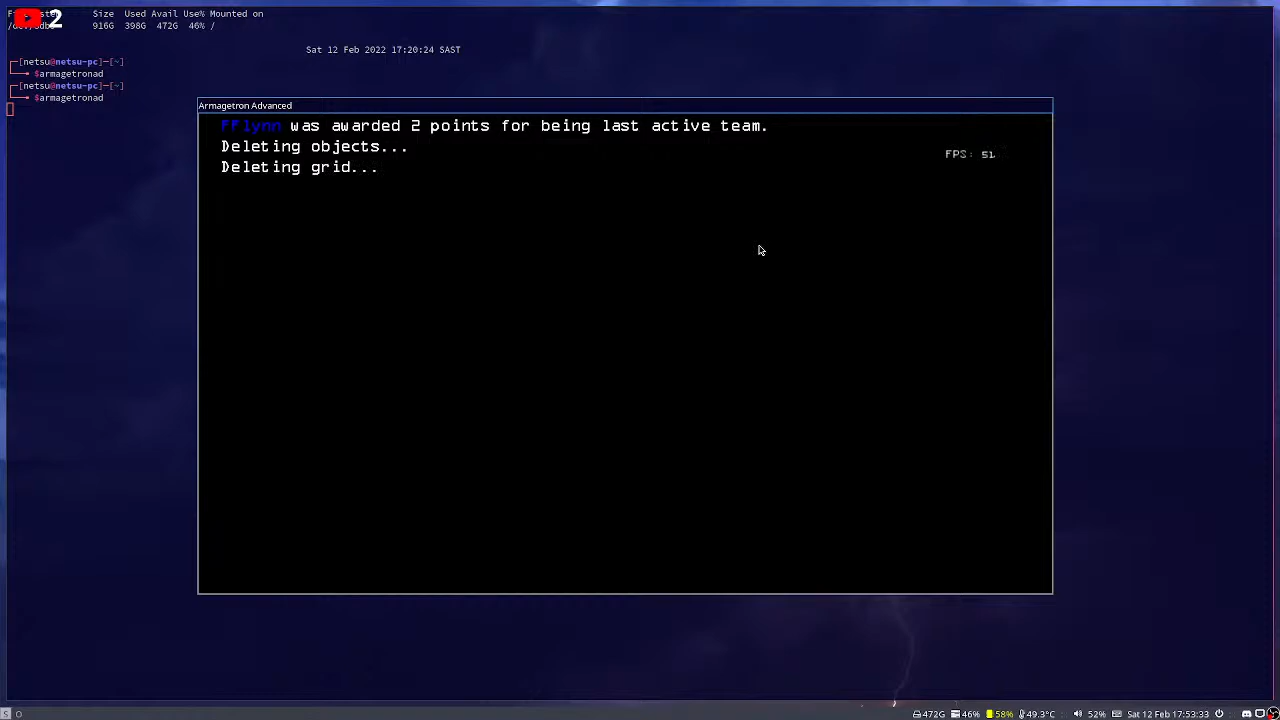 2
Size Used Avail Use% Mounted on
916G 398G 472G 46% /
Sat 12 Feb 2022 17:20:24 SAST
[netsu@netsu-pc]-[~]
$armagetronad
[netsu@netsu-pc]-[~]
$armagetronad
Armagetron Advanced
FFlynn was awarded 2 points for being last active team.
Deleting objects...
FPS: 51
Deleting grid...
S
472G 46% 58% 49.3°C 52% Sat 12 Feb 17:53:33